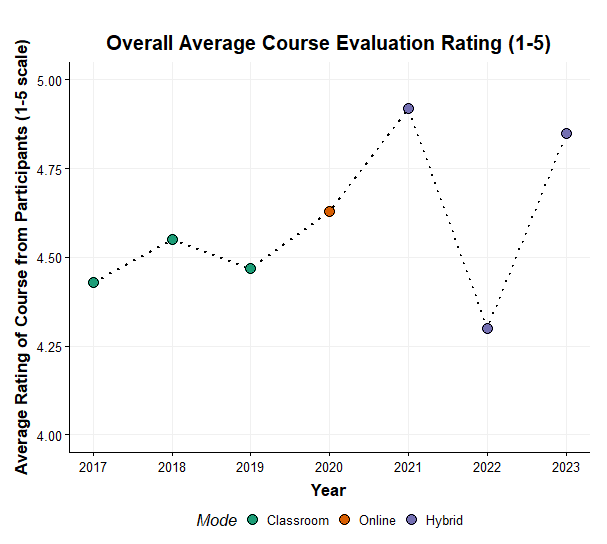 Overall Average Course Evaluation Rating (1-5)
Average Rating of Course from Participants (1-5 scale)
5.00
4.75
4.50
4.25
4.00
2017 2018 2019 2020 2021 2022 2023
Year
Mode Classroom Online Hybrid